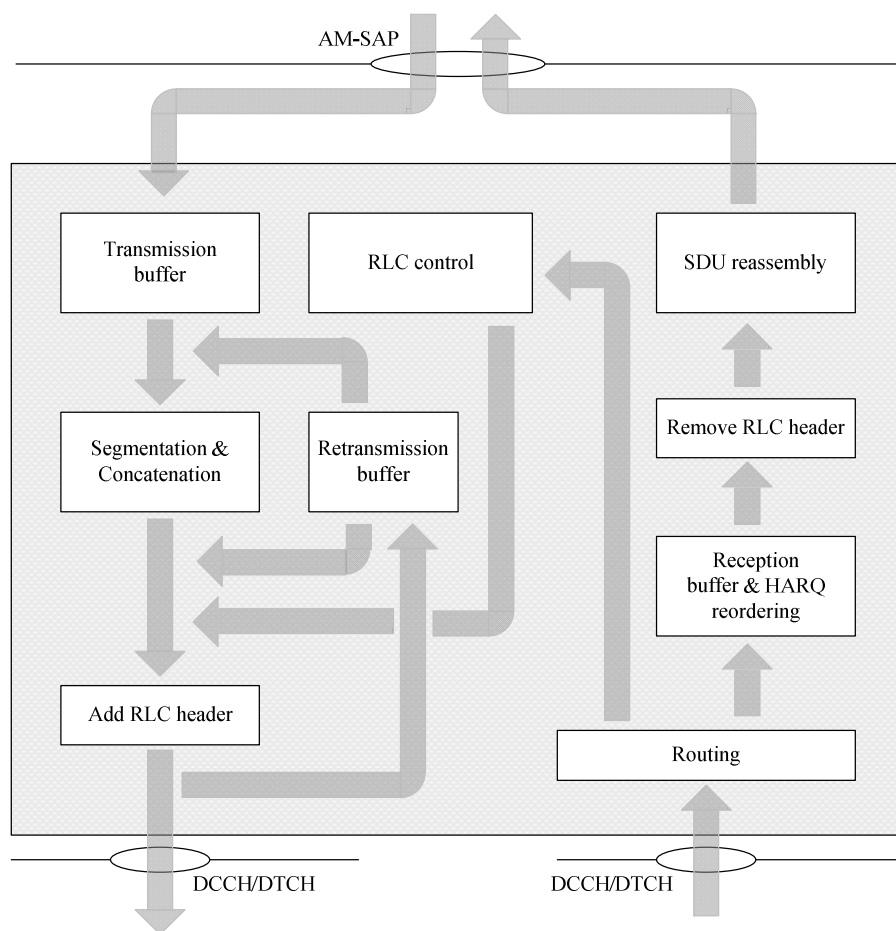 AM-SAP
Transmission
buffer
RLC control
SDU reassembly
Segmentation &
Concatenation
Retransmission
buffer
Remove RLC header
Reception
buffer & HARQ
reordering
Add RLC header
Routing
DCCH/DTCH
DCCH/DTCH